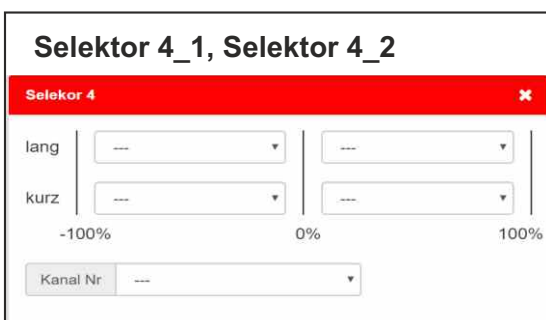 Selektor 4_1, Selektor 4_2
Selekor 4 ✖
lang --- ---
kurz --- ---
-100% 0% 100%
Kanal Nr ---